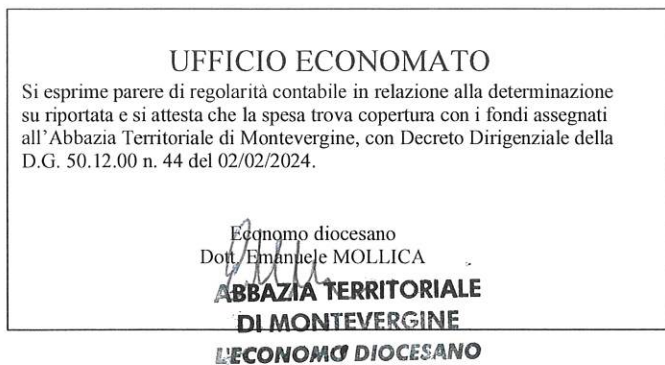 UFFICIO ECONOMATO
Si esprime parere di regolarità contabile in relazione alla determinazione
su riportata e si attesta che la spesa trova copertura con i fondi assegnati
all'Abbazia Territoriale di Montevergine, con Decreto Dirigenziale della
D.G. 50.12.00 n. 44 del 02/02/2024.
Economo diocesano
Dott. Emanuele MOLLICA
ABBAZIA TERRITORIALE
DI MONTEVERGINE
L'ECONOMO DIOCESANO